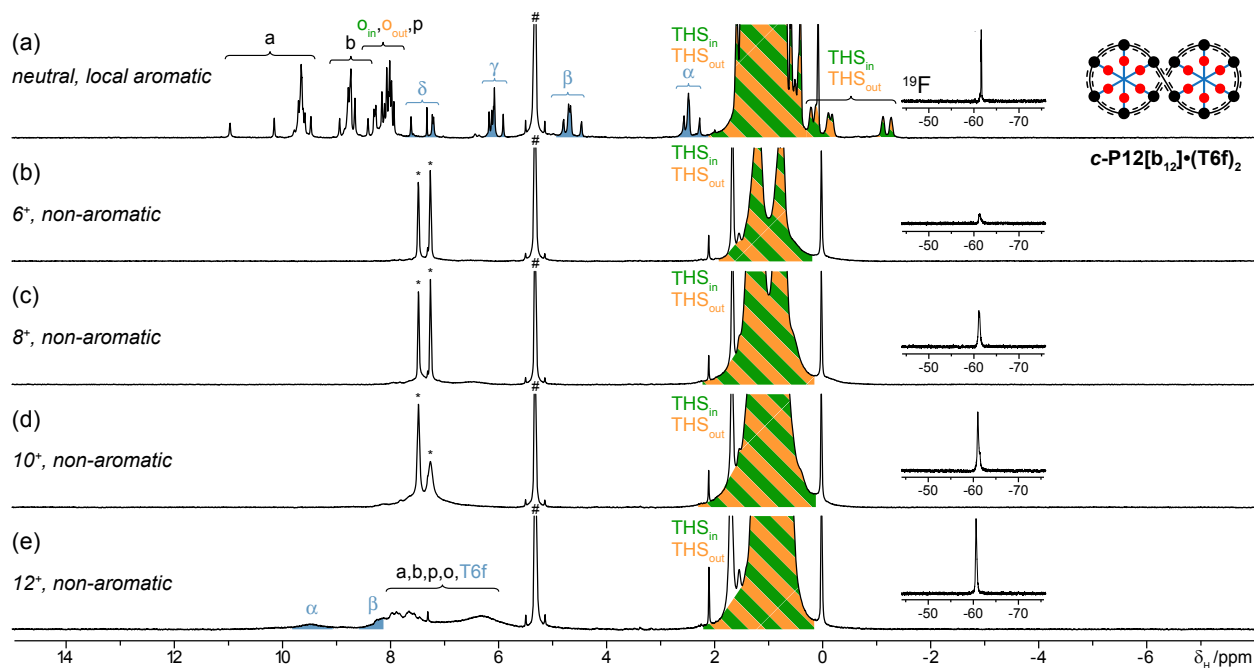 (a)
neutral, local aromatic
a
b
o_in,o_out,p
δ
γ
β
#
α
THS_in
THS_out
THS_in
THS_out
¹⁹F
-50 -60 -70
c-P12[b₁₂]•(T6f)₂
(b)
6⁺, non-aromatic
* *
#
THS_in
THS_out
-50 -60 -70
(c)
8⁺, non-aromatic
* *
#
THS_in
THS_out
-50 -60 -70
(d)
10⁺, non-aromatic
* *
#
THS_in
THS_out
-50 -60 -70
(e)
12⁺, non-aromatic
α
β
a,b,p,o,T6f
#
THS_in
THS_out
-50 -60 -70
14 12 10 8 6 4 2 0 -2 -4 -6 δ_H /ppm